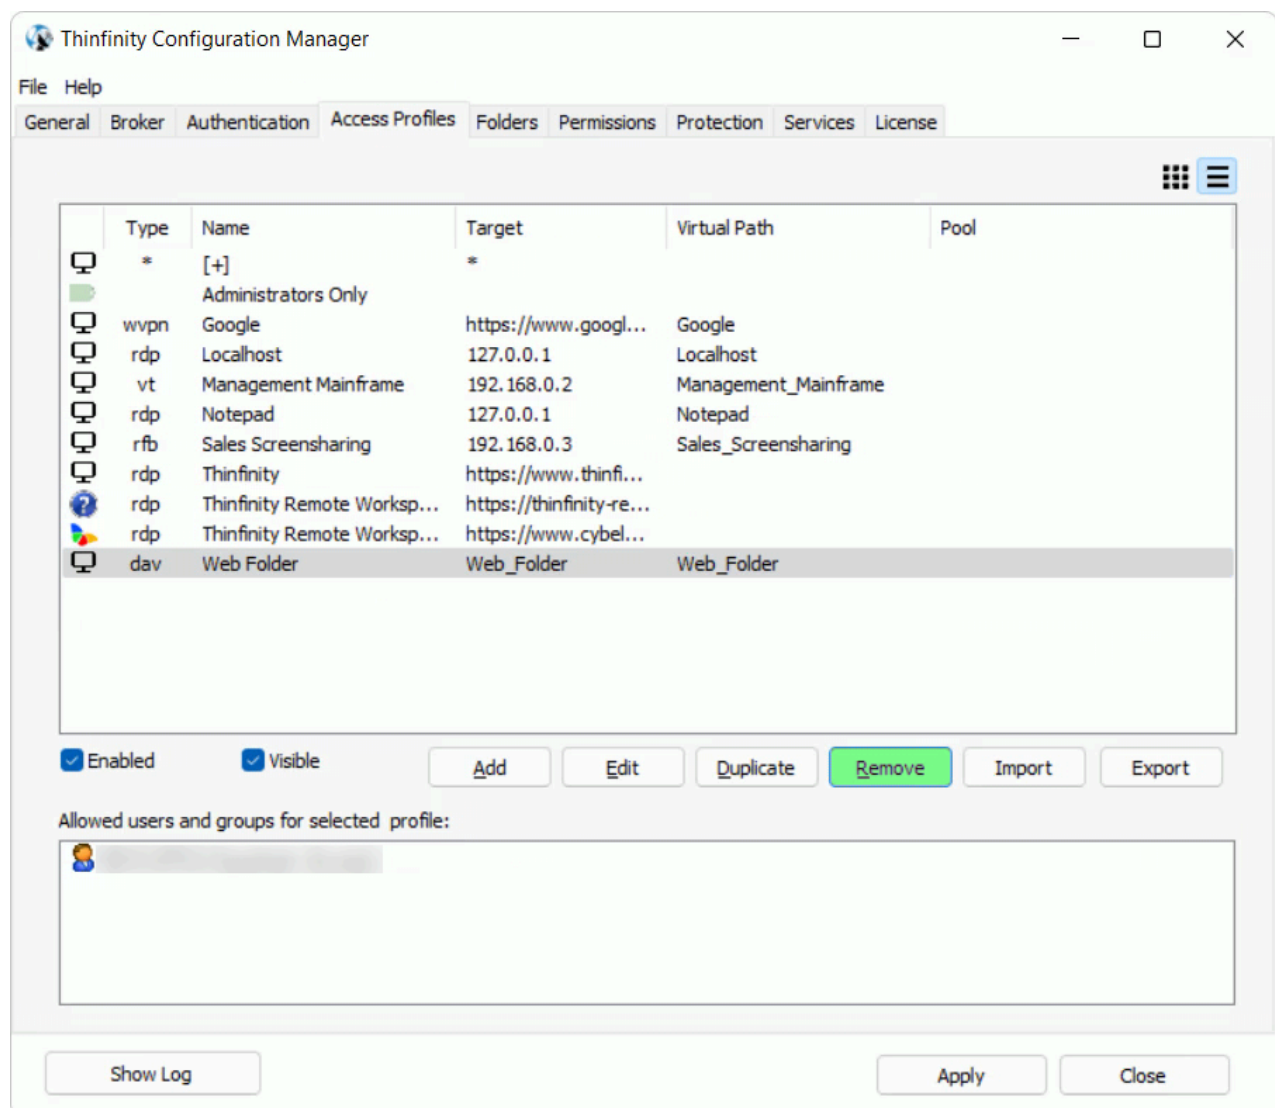 Thinfinity Configuration Manager
File Help
General Broker Authentication Access Profiles Folders Permissions Protection Services License
Type Name Target Virtual Path Pool
* [+] *
Administrators Only
wvpn Google https://www.googl... Google
rdp Localhost 127.0.0.1 Localhost
vt Management Mainframe 192.168.0.2 Management_Mainframe
rdp Notepad 127.0.0.1 Notepad
rfb Sales Screensharing 192.168.0.3 Sales_Screensharing
rdp Thinfinity https://www.thinfi...
rdp Thinfinity Remote Worksp... https://thinfinity-re...
rdp Thinfinity Remote Worksp... https://www.cybel...
dav Web Folder Web_Folder Web_Folder
Enabled Visible Add Edit Duplicate Remove Import Export
Allowed users and groups for selected profile:
Show Log Apply Close